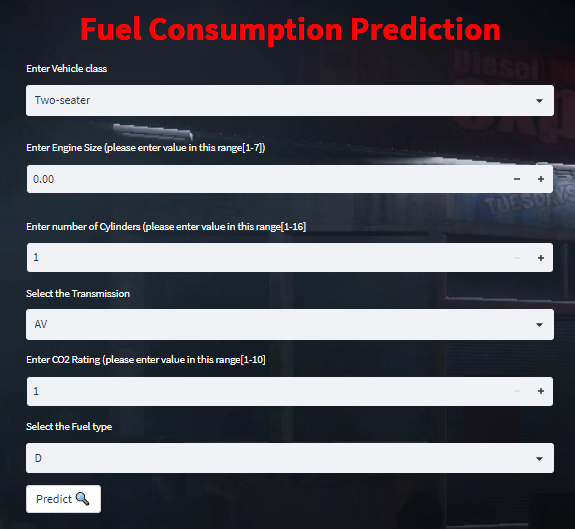 Fuel Consumption Prediction
Diesel
Enter Vehicle class
Two-seater
Enter Engine Size (please enter value in this range[1-7])
0.00
TUESDAYS
Enter number of Cylinders (please enter value in this range[1-16]
1
Select the Transmission
AV
Enter CO2 Rating (please enter value in this range[1-10]
1
Select the Fuel type
D
Predict